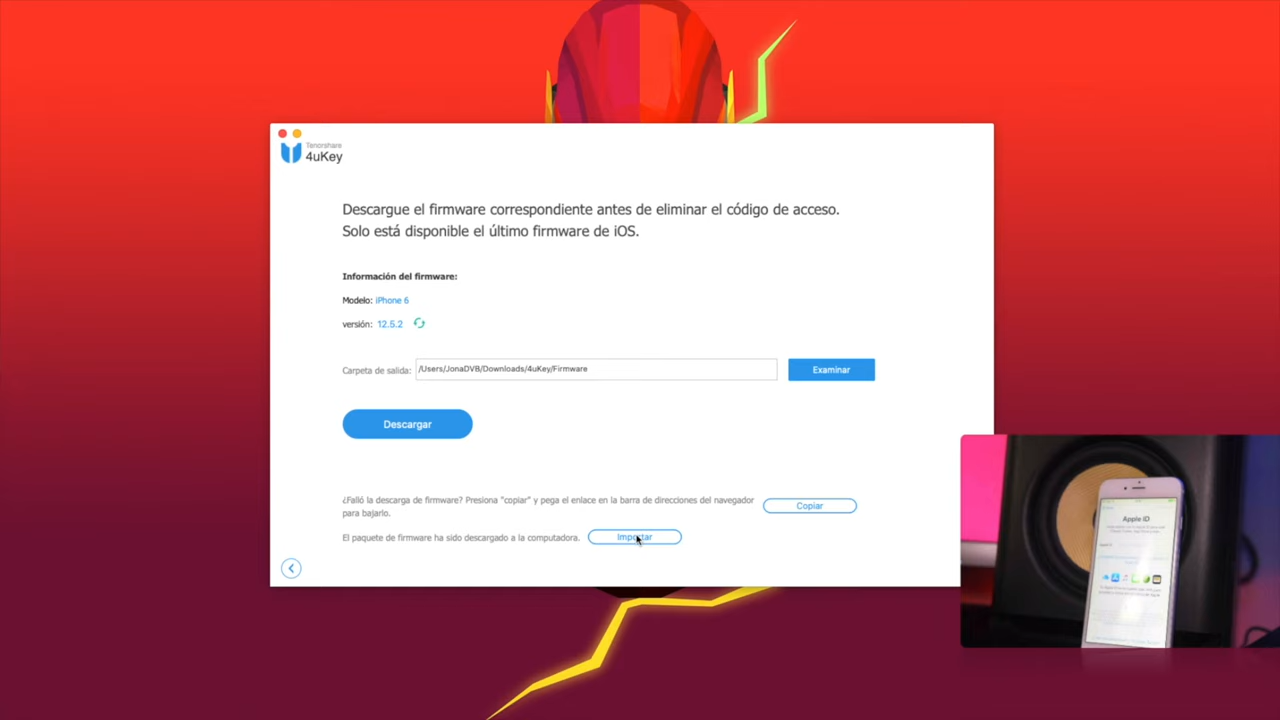 Tenorshare
4uKey
Descargue el firmware correspondiente antes de eliminar el código de acceso.
Solo está disponible el último firmware de iOS.
Información del firmware:
Modelo: iPhone 6
versión: 12.5.2
Carpeta de salida: /Users/JonaDVB/Downloads/4uKey/Firmware Examinar
Descargar
¿Falló la descarga de firmware? Presiona "copiar" y pega el enlace en la barra de direcciones del navegador
para bajarlo.
Copiar
El paquete de firmware ha sido descargado a la computadora. Importar
Apple ID